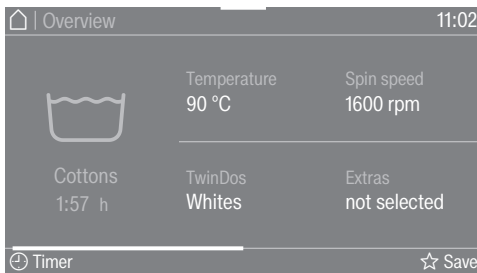 | Overview 11:02
Temperature
90 °C
Spin speed
1600 rpm
Cottons
1:57 h
TwinDos
Whites
Extras
not selected
Timer
Save